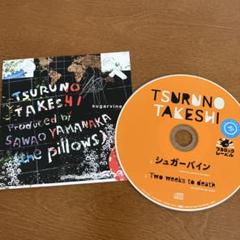 TSURUNO
TAKESHI
sugarvine
Produced by
SAWAO YAMANAKA
(the pillows)
TSURUNO
TAKESHI
シュガーバイン
Two weeks to death